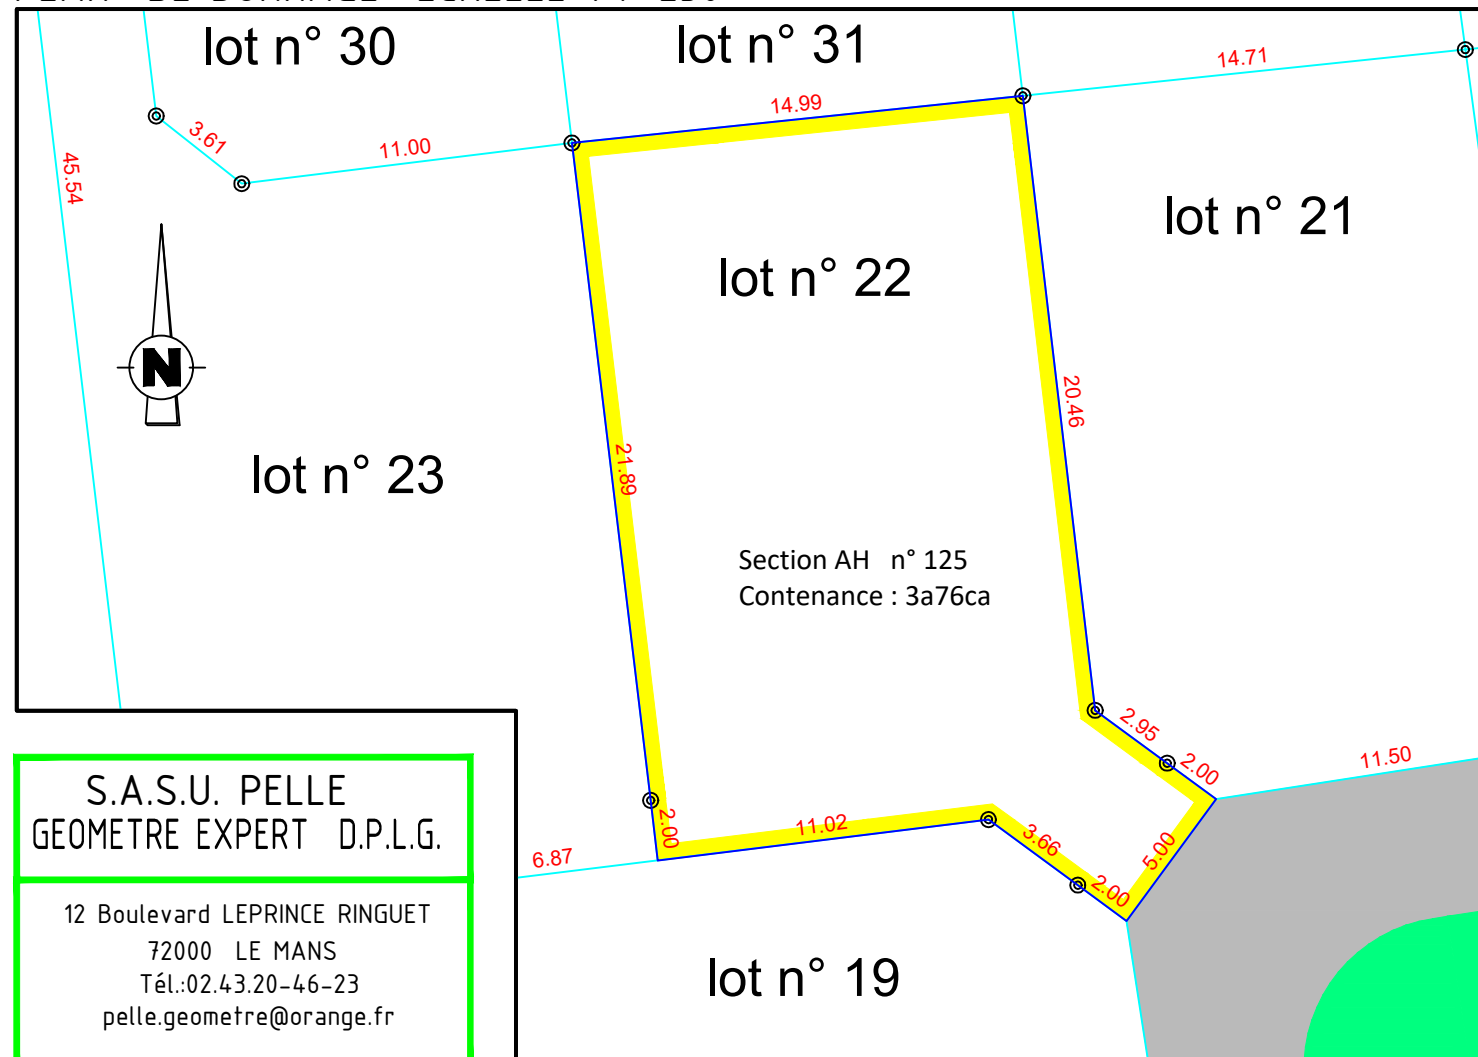 lot n° 30
lot n° 31
14.71
14.99
3.61
11.00
45.54
lot n° 21
lot n° 22
N
20.46
21.89
lot n° 23
Section AH n° 125
Contenance : 3a76ca
2.95
2.00
11.50
2.00
11.02
3.66
5.00
6.87
2.00
lot n° 19
S.A.S.U. PELLE
GEOMETRE EXPERT D.P.L.G.
12 Boulevard LEPRINCE RINGUET
72000 LE MANS
Tél.:02.43.20-46-23
pelle.geometre@orange.fr